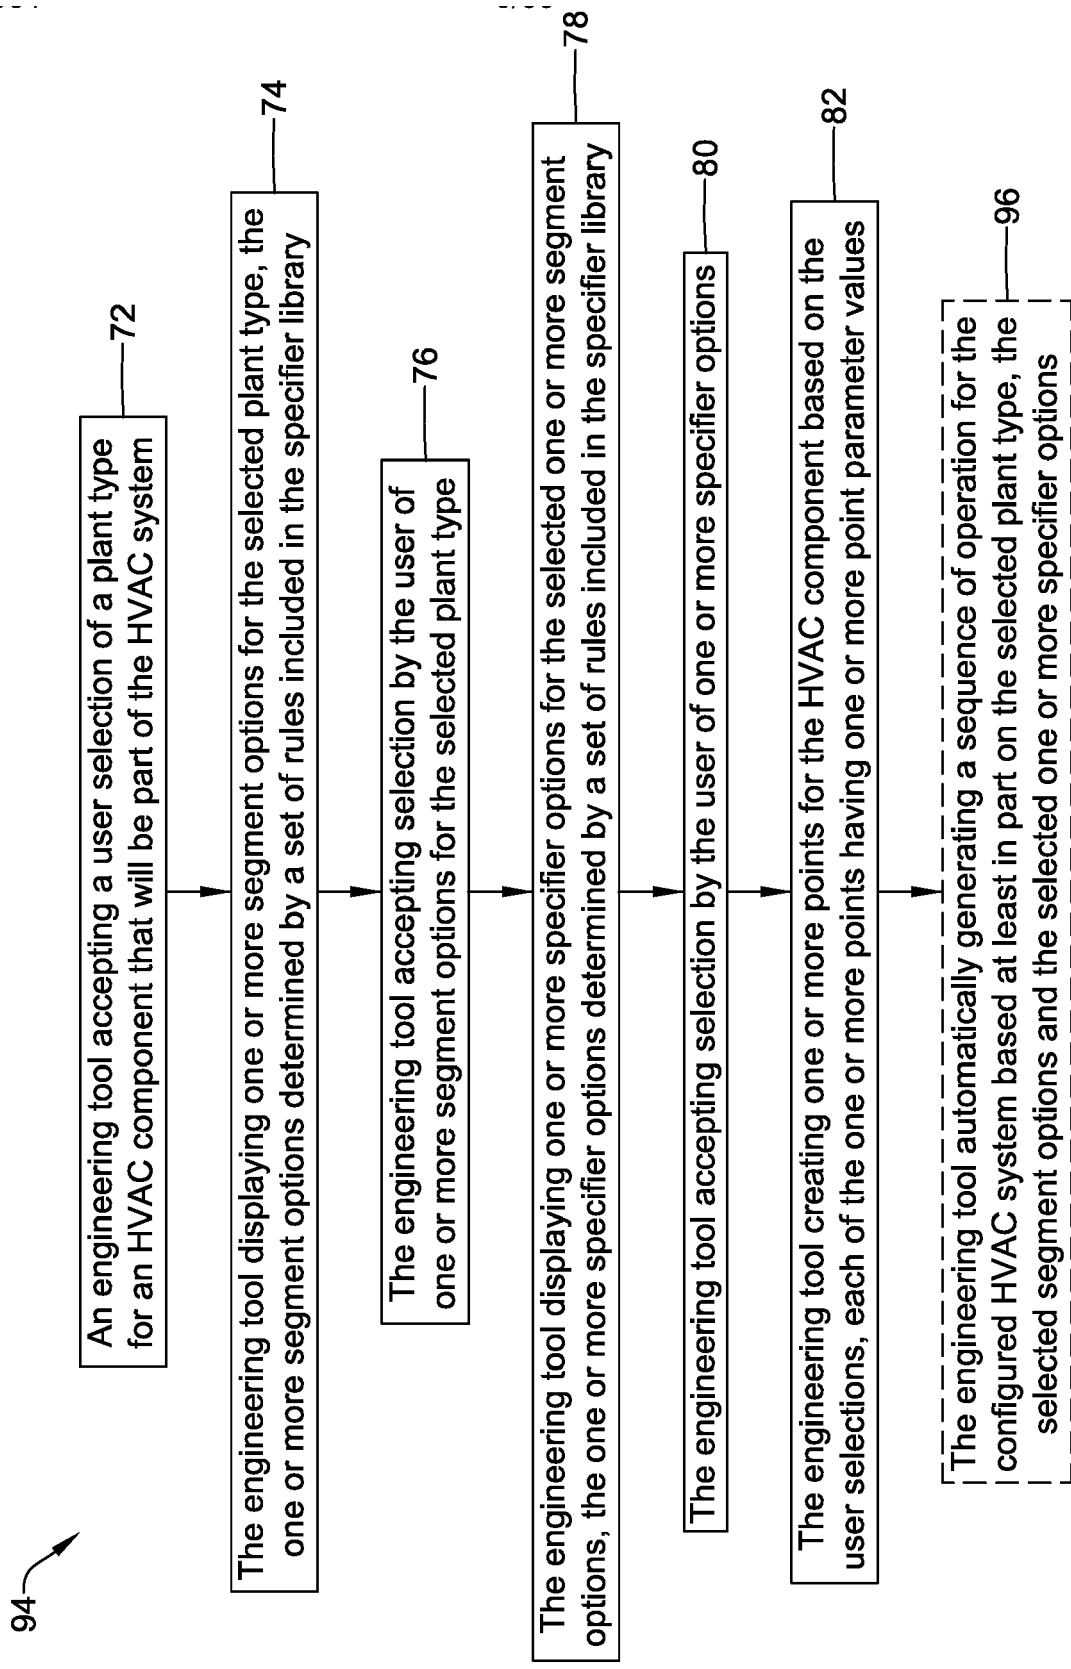 94
An engineering tool accepting a user selection of a plant type
for an HVAC component that will be part of the HVAC system
72
The engineering tool displaying one or more segment options for the selected plant type, the
one or more segment options determined by a set of rules included in the specifier library
74
The engineering tool accepting selection by the user of
one or more segment options for the selected plant type
76
The engineering tool displaying one or more specifier options for the selected one or more segment
options, the one or more specifier options determined by a set of rules included in the specifier library
78
The engineering tool accepting selection by the user of one or more specifier options
80
The engineering tool creating one or more points for the HVAC component based on the
user selections, each of the one or more points having one or more point parameter values
82
The engineering tool automatically generating a sequence of operation for the
configured HVAC system based at least in part on the selected plant type, the
selected segment options and the selected one or more specifier options
96